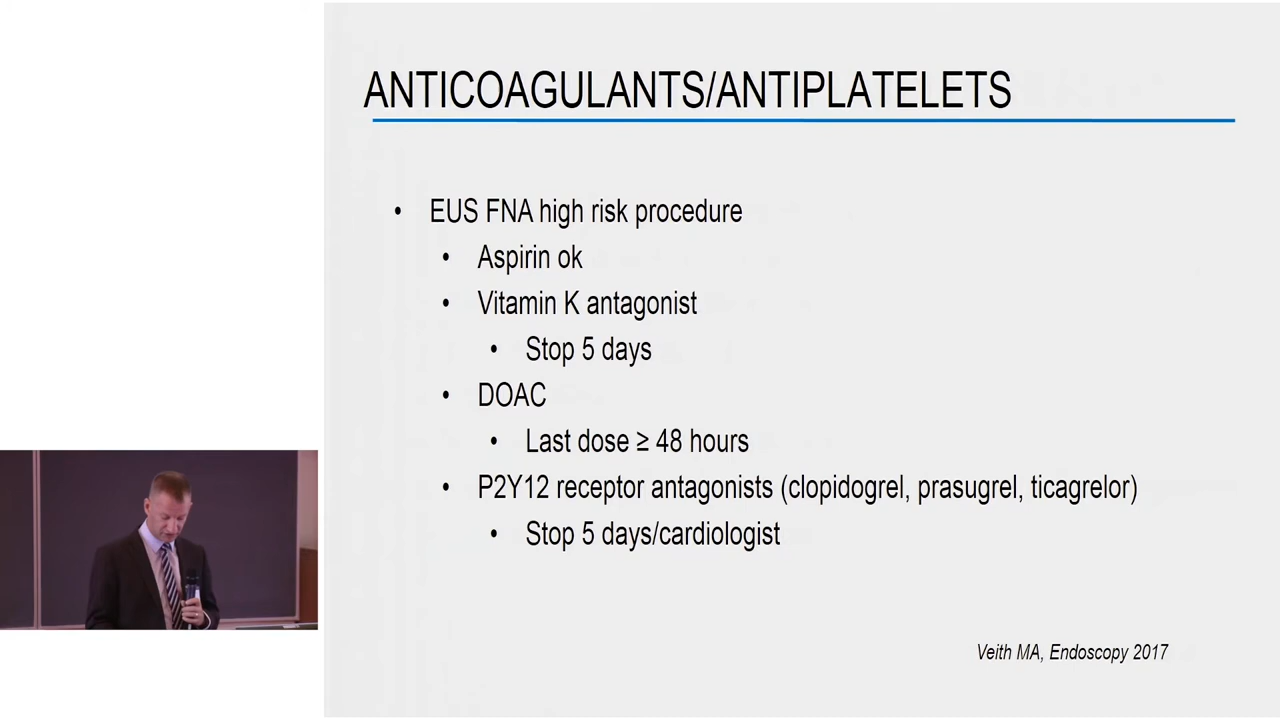 ANTICOAGULANTS/ANTIPLATELETS
• EUS FNA high risk procedure
• Aspirin ok
• Vitamin K antagonist
• Stop 5 days
• DOAC
• Last dose ≥ 48 hours
• P2Y12 receptor antagonists (clopidogrel, prasugrel, ticagrelor)
• Stop 5 days/cardiologist
Veith MA, Endoscopy 2017